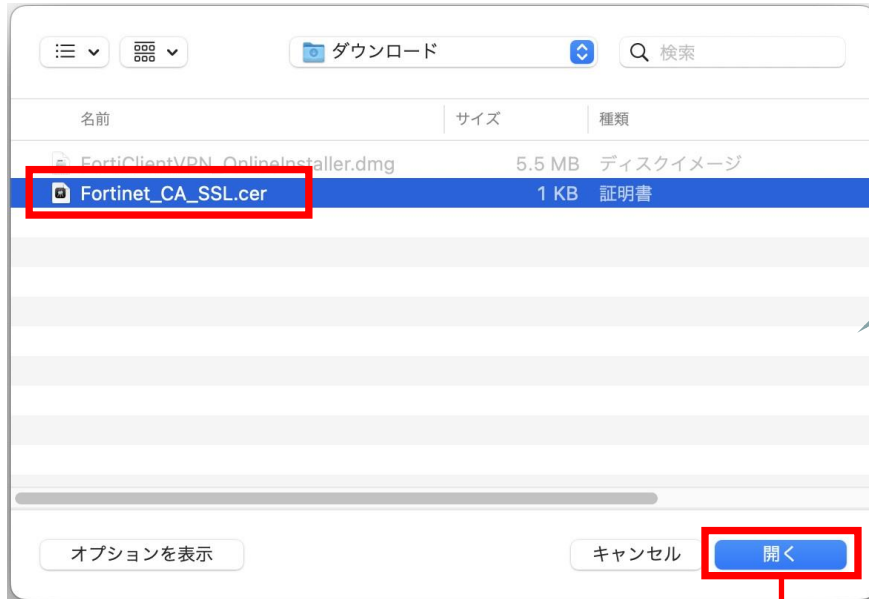 ダウンロード 検索
名前 サイズ 種類
FortiClientVPN_OnlineInstaller.dmg 5.5 MB ディスクイメージ
Fortinet_CA_SSL.cer 1 KB 証明書
オプションを表示 キャンセル 開く